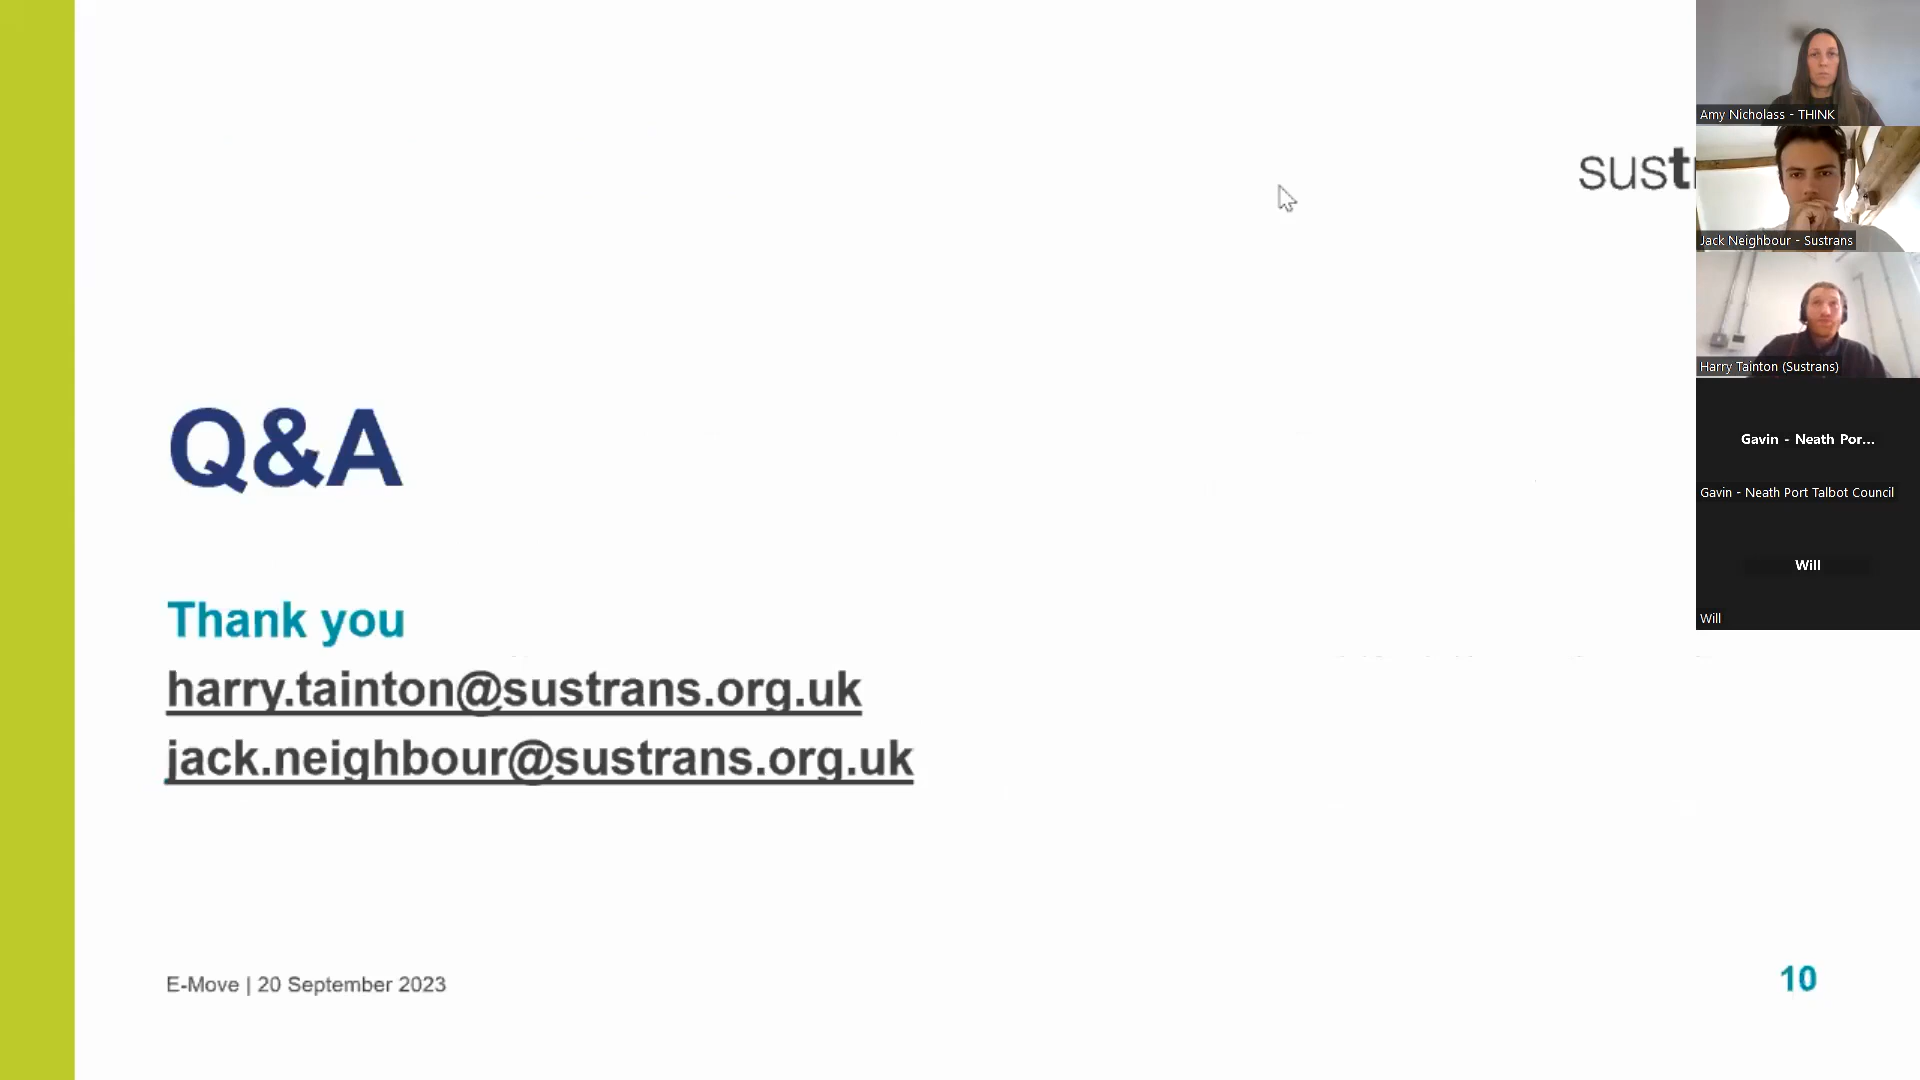 sust
Q&A
Thank you
harry.tainton@sustrans.org.uk
jack.neighbour@sustrans.org.uk
E-Move | 20 September 2023
10
Amy Nicholass - THINK
Jack Neighbour - Sustrans
Harry Tainton (Sustrans)
Gavin - Neath Por...
Gavin - Neath Port Talbot Council
Will
Will